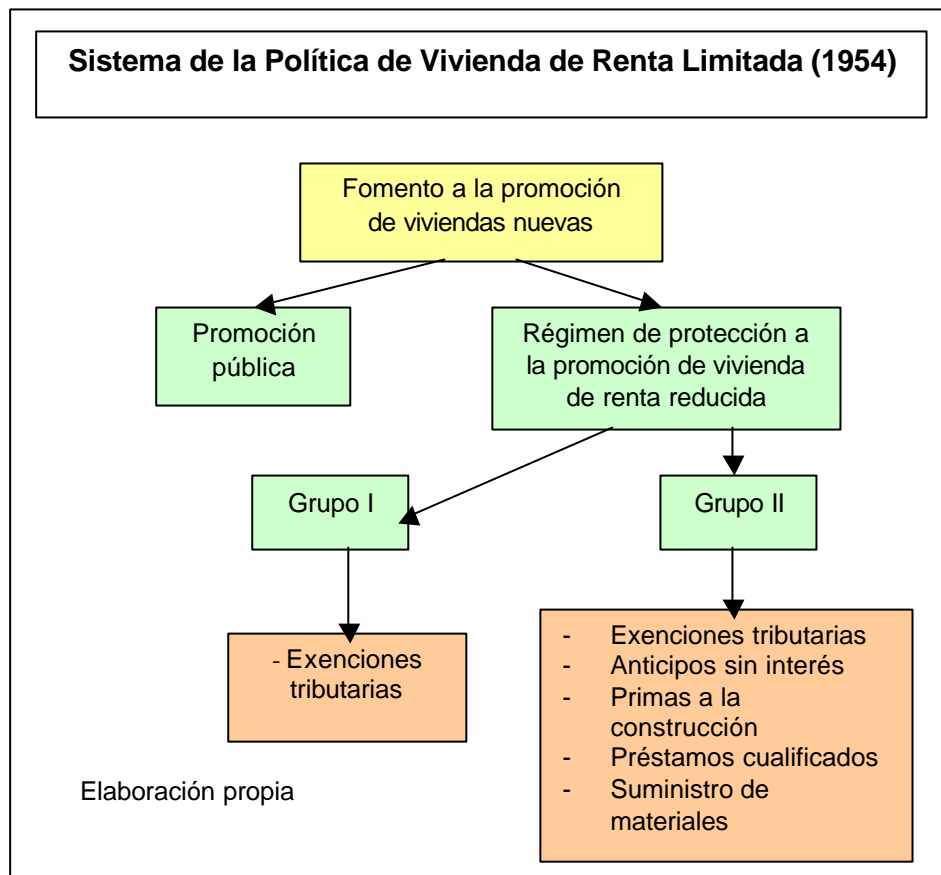 Sistema de la Política de Vivienda de Renta Limitada (1954)
Fomento a la promoción
de viviendas nuevas
Promoción
pública
Régimen de protección a
la promoción de vivienda
de renta reducida
Grupo I
Grupo II
- Exenciones
tributarias
- Exenciones tributarias
- Anticipos sin interés
- Primas a la
construcción
- Préstamos cualificados
- Suministro de
materiales
Elaboración propia